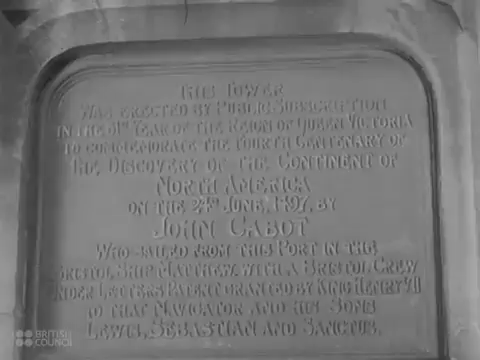 THIS TOWER
WAS ERECTED BY PUBLIC SUBSCRIPTION
IN THE 61ST YEAR OF THE REIGN OF QUEEN VICTORIA
TO COMMEMORATE THE FOURTH CENTENARY OF
THE DISCOVERY OF THE CONTINENT OF
NORTH AMERICA
ON THE 24TH JUNE, 1497, BY
JOHN CABOT
WHO SAILED FROM THIS PORT IN THE
BRISTOL SHIP MATTHEW, WITH A BRISTOL CREW
UNDER LETTERS PATENT GRANTED BY KING HENRY VII
TO THAT NAVIGATOR AND HIS SONS
LEWIS, SEBASTIAN AND SANCTUS.
BRITISH
COUNCIL